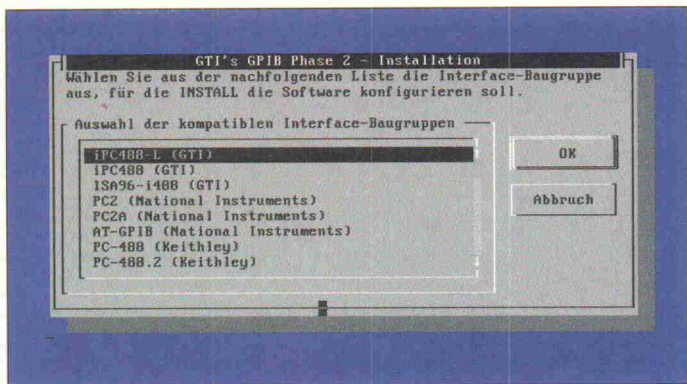 GTI's GPIB Phase 2 - Installation
Wählen Sie aus der nachfolgenden Liste die Interface-Baugruppe
aus, für die INSTALL die Software konfigurieren soll.
Auswahl der kompatiblen Interface-Baugruppen
iPC488-L (GTI)
iPC488 (GTI)
ISA96-i488 (GTI)
PC2 (National Instruments)
PC2A (National Instruments)
AT-GPIB (National Instruments)
PC-488 (Keithley)
PC-488.2 (Keithley)
OK
Abbruch